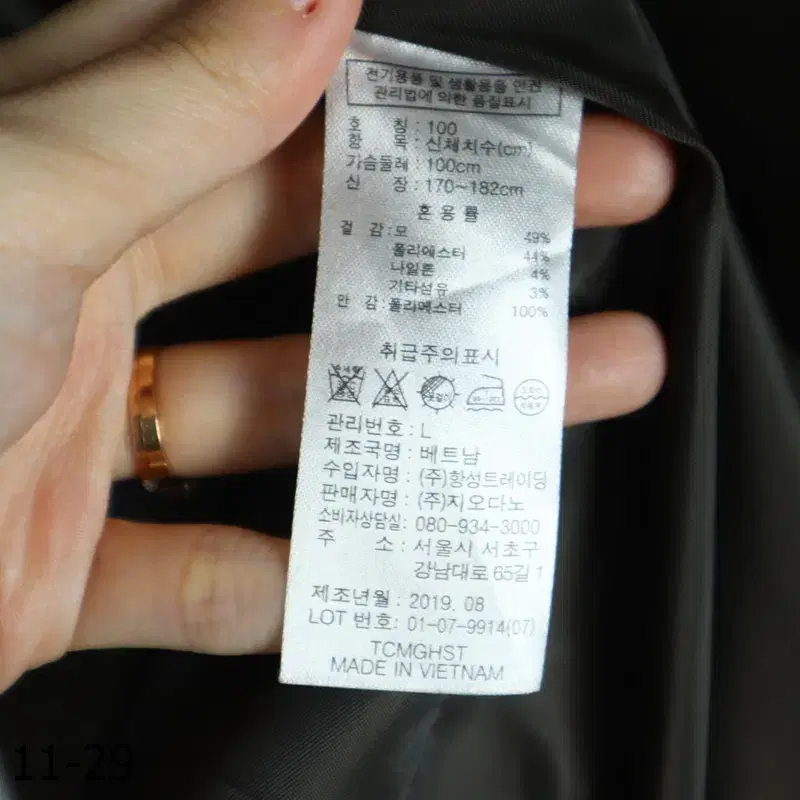 전기용품 및 생활용품 안전
관리법에 의한 품질표시
호 칭 : 100
항 목 : 신체치수(cm)
가슴둘레 : 100cm
신 장 : 170~182cm
혼 용 률
겉 감 : 모 49%
폴리에스터 44%
나일론 4%
기타섬유 3%
안 감 : 폴리에스터 100%
취급주의표시
관리번호 : L
제조국명 : 베트남
수입자명 : (주)항성트레이딩
판매자명 : (주)지오다노
소비자상담실: 080-934-3000
주 소 : 서울시 서초구
강남대로 65길 1
제조년월 : 2019. 08
LOT 번호: 01-07-9914(07)
TCMGHST
MADE IN VIETNAM
11-29